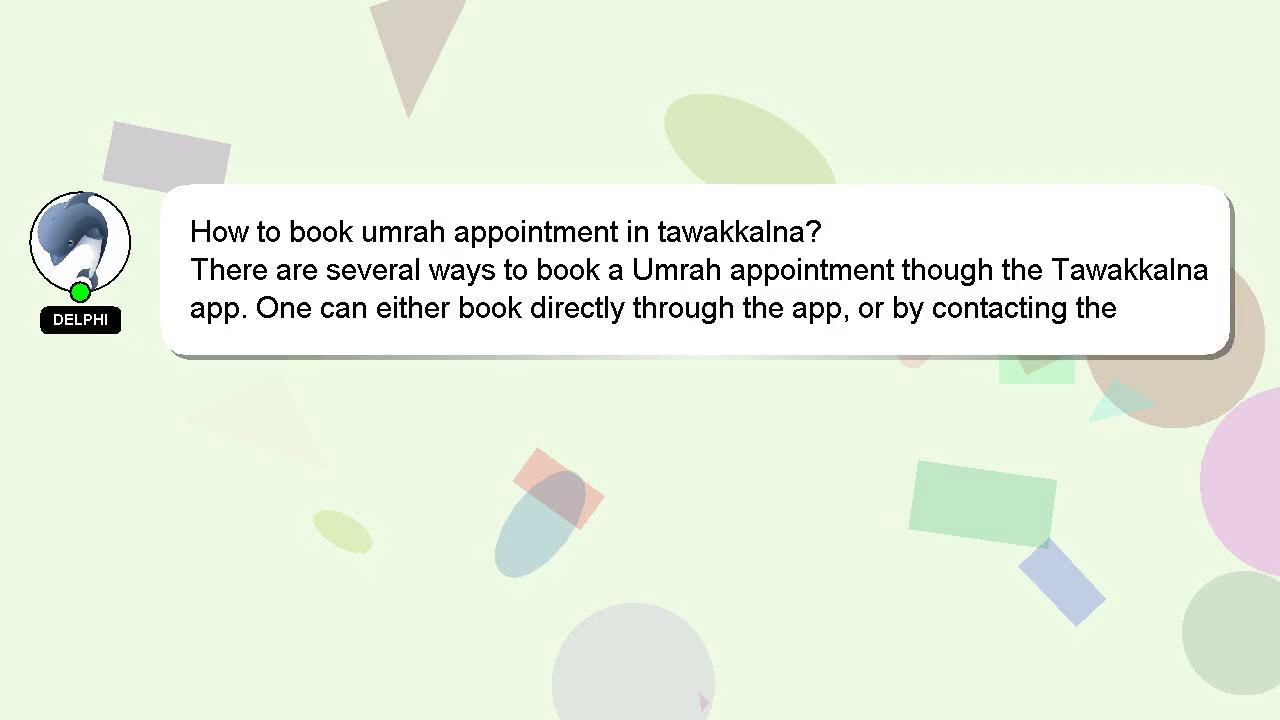 How to book umrah appointment in tawakkalna?
There are several ways to book a Umrah appointment though the Tawakkalna
app. One can either book directly through the app, or by contacting the
DELPHI